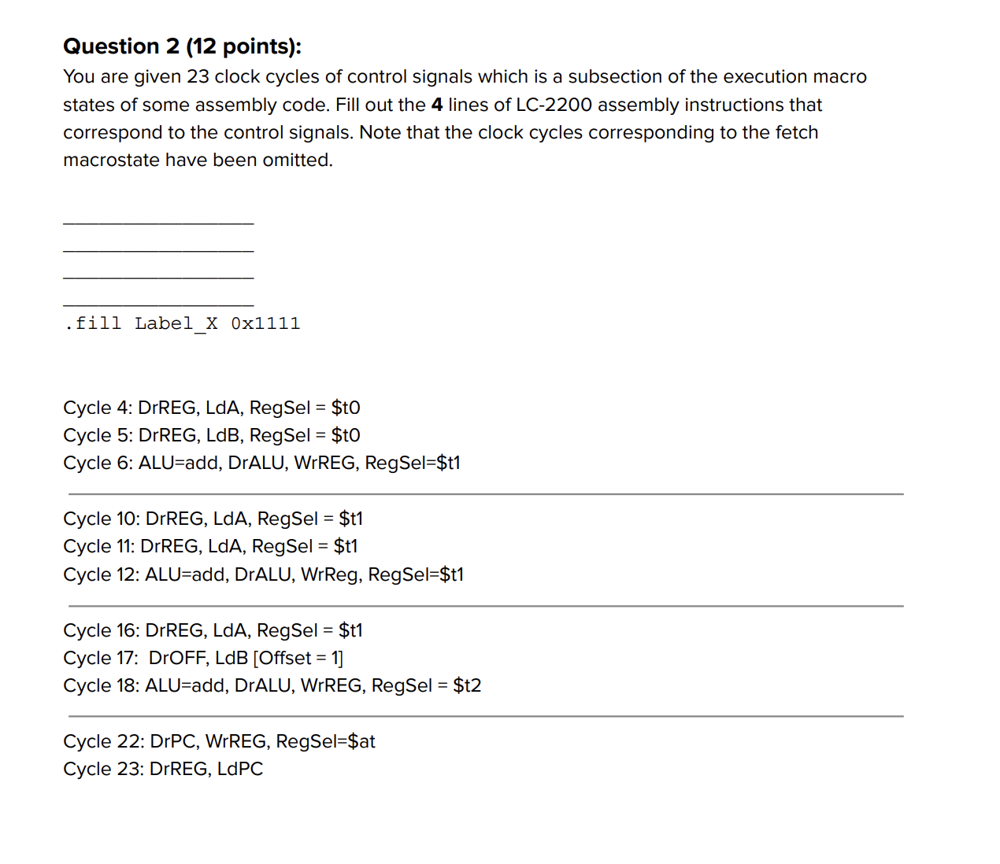 Question 2 (12 points):
You are given 23 clock cycles of control signals which is a subsection of the execution macro
states of some assembly code. Fill out the 4 lines of LC-2200 assembly instructions that
correspond to the control signals. Note that the clock cycles corresponding to the fetch
macrostate have been omitted.
________________
________________
________________
________________
.fill Label_X 0x1111
Cycle 4: DrREG, LdA, RegSel = $t0
Cycle 5: DrREG, LdB, RegSel = $t0
Cycle 6: ALU=add, DrALU, WrREG, RegSel=$t1
Cycle 10: DrREG, LdA, RegSel = $t1
Cycle 11: DrREG, LdA, RegSel = $t1
Cycle 12: ALU=add, DrALU, WrReg, RegSel=$t1
Cycle 16: DrREG, LdA, RegSel = $t1
Cycle 17:  DrOFF, LdB [Offset = 1]
Cycle 18: ALU=add, DrALU, WrREG, RegSel = $t2
Cycle 22: DrPC, WrREG, RegSel=$at
Cycle 23: DrREG, LdPC